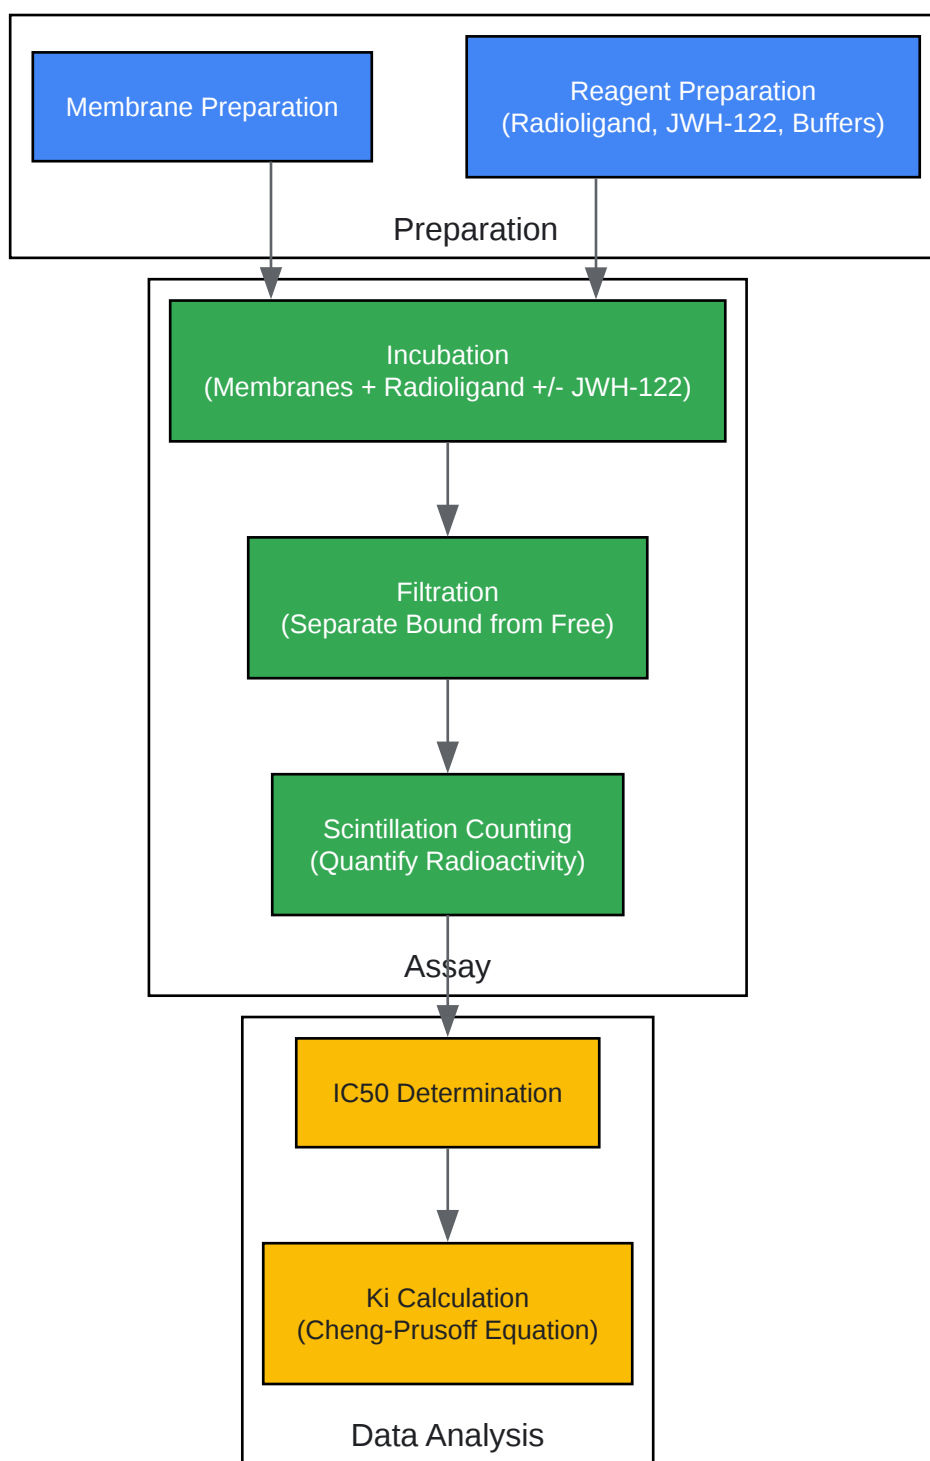 Membrane Preparation
Reagent Preparation
(Radioligand, JWH-122, Buffers)
Preparation
Incubation
(Membranes + Radioligand +/- JWH-122)
Filtration
(Separate Bound from Free)
Scintillation Counting
(Quantify Radioactivity)
Assay
IC50 Determination
Ki Calculation
(Cheng-Prusoff Equation)
Data Analysis